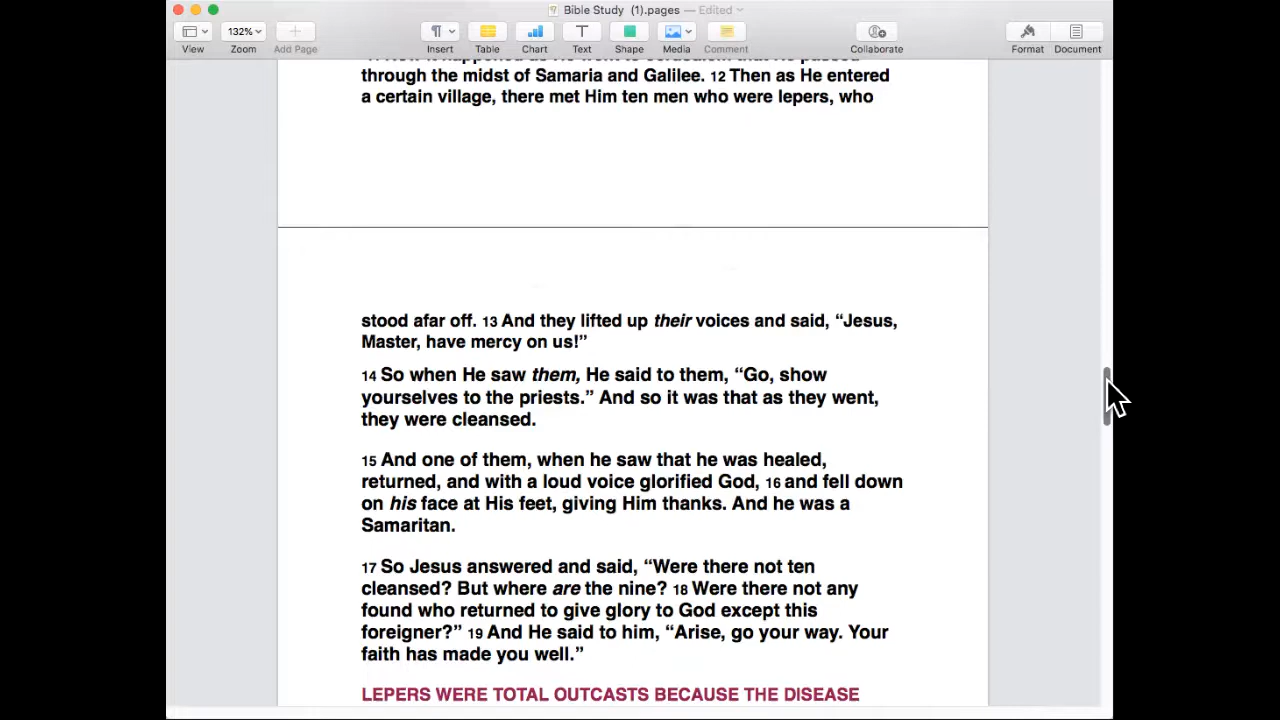 Bible Study (1).pages — Edited
132%
View
Zoom
Add Page
Insert
Table
Chart
Text
Shape
Media
Comment
Collaborate
Format
Document
through the midst of Samaria and Galilee. 12 Then as He entered
a certain village, there met Him ten men who were lepers, who
stood afar off. 13 And they lifted up their voices and said, “Jesus,
Master, have mercy on us!”
14 So when He saw them, He said to them, “Go, show
yourselves to the priests.” And so it was that as they went,
they were cleansed.
15 And one of them, when he saw that he was healed,
returned, and with a loud voice glorified God, 16 and fell down
on his face at His feet, giving Him thanks. And he was a
Samaritan.
17 So Jesus answered and said, “Were there not ten
cleansed? But where are the nine? 18 Were there not any
found who returned to give glory to God except this
foreigner?” 19 And He said to him, “Arise, go your way. Your
faith has made you well.”
LEPERS WERE TOTAL OUTCASTS BECAUSE THE DISEASE